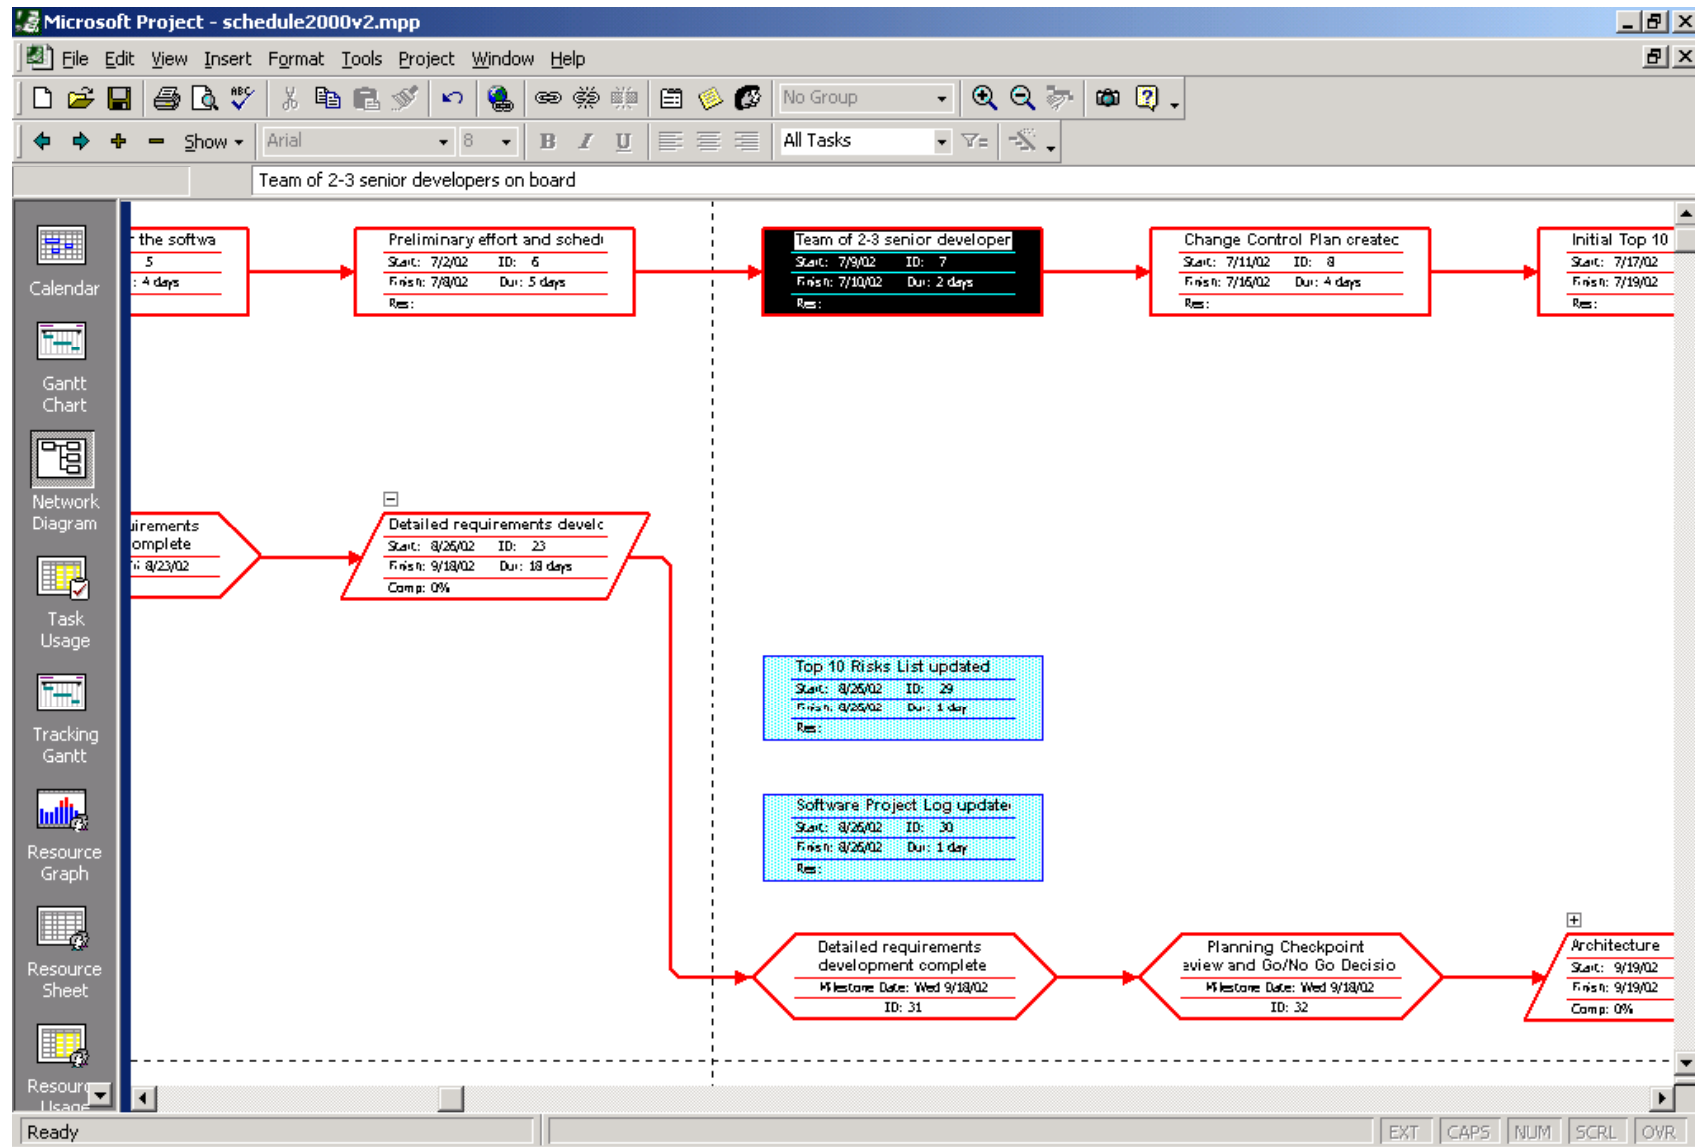 Microsoft Project - schedule2000v2.mpp
File Edit View Insert Format Tools Project Window Help
ABC
No Group
Show Arial 8 B I U All Tasks
Team of 2-3 senior developers on board
Calendar
Gantt
Chart
Network
Diagram
Task
Usage
Tracking
Gantt
Resource
Graph
Resource
Sheet
Resource
Usage
r the softwa
5
: 4 days
Preliminary effort and sched
Start: 7/2/02 ID: 6
Finish: 7/8/02 Dur: 5 days
Res:
Team of 2-3 senior developer
Start: 7/9/02 ID: 7
Finish: 7/10/02 Dur: 2 days
Res:
Change Control Plan created
Start: 7/11/02 ID: 8
Finish: 7/16/02 Dur: 4 days
Res:
Initial Top 10
Start: 7/17/02
Finish: 7/19/02
Res:
uirements
omplete
8/23/02
Detailed requirements develo
Start: 8/26/02 ID: 23
Finish: 9/18/02 Dur: 18 days
Comp: 0%
Top 10 Risks List updated
Start: 8/26/02 ID: 29
Finish: 8/26/02 Dur: 1 day
Res:
Software Project Log update
Start: 8/26/02 ID: 30
Finish: 8/26/02 Dur: 1 day
Res:
Detailed requirements
development complete
Milestone Date: Wed 9/18/02
ID: 31
Planning Checkpoint
eview and Go/No Go Decisio
Milestone Date: Wed 9/18/02
ID: 32
Architecture
Start: 9/19/02
Finish: 9/19/02
Comp: 0%
Ready EXT CAPS NUM SCRL OVR